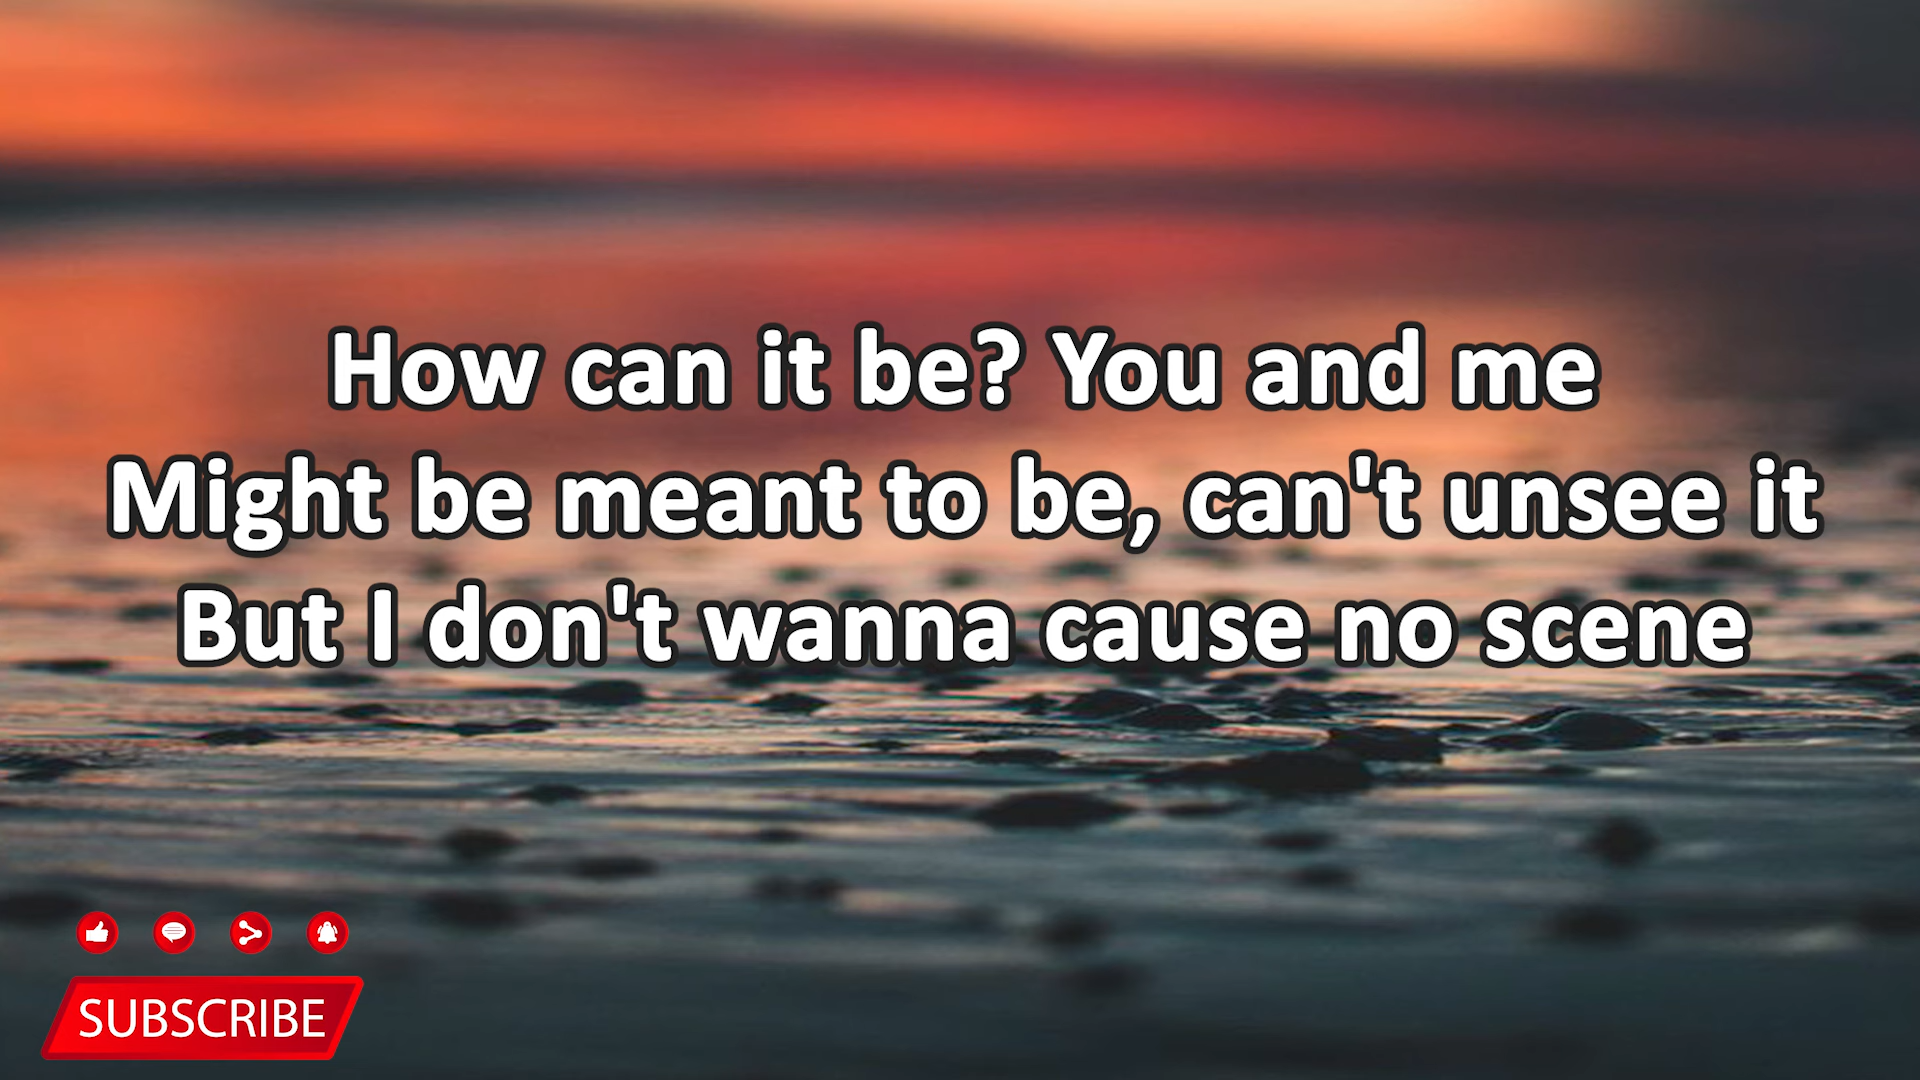 How can it be? You and me
Might be meant to be, can't unsee it
But I don't wanna cause no scene
SUBSCRIBE